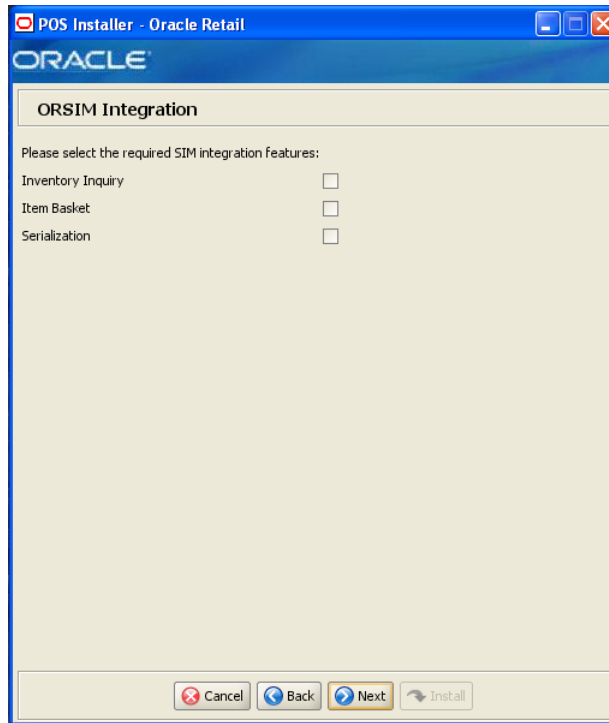 POS Installer - Oracle Retail
ORACLE
ORSIM Integration
Please select the required SIM integration features:
Inventory Inquiry
Item Basket
Serialization
Cancel Back Next Install